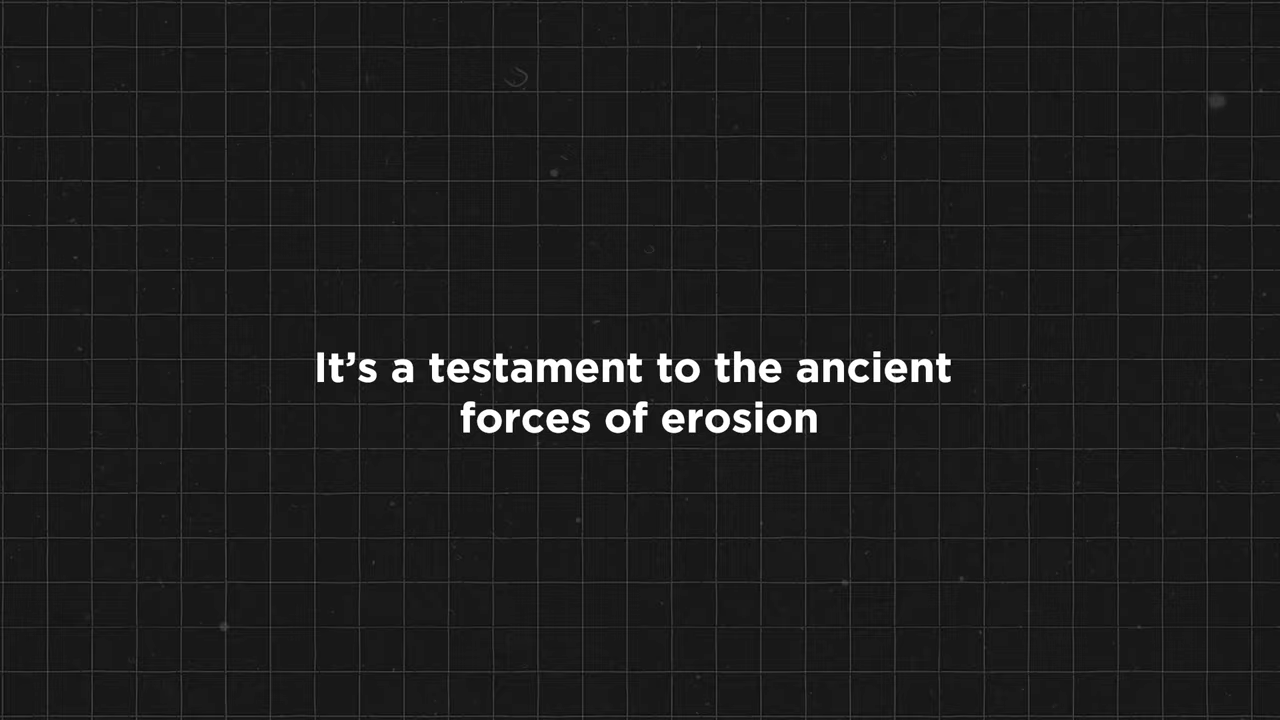 It’s a testament to the ancient
forces of erosion